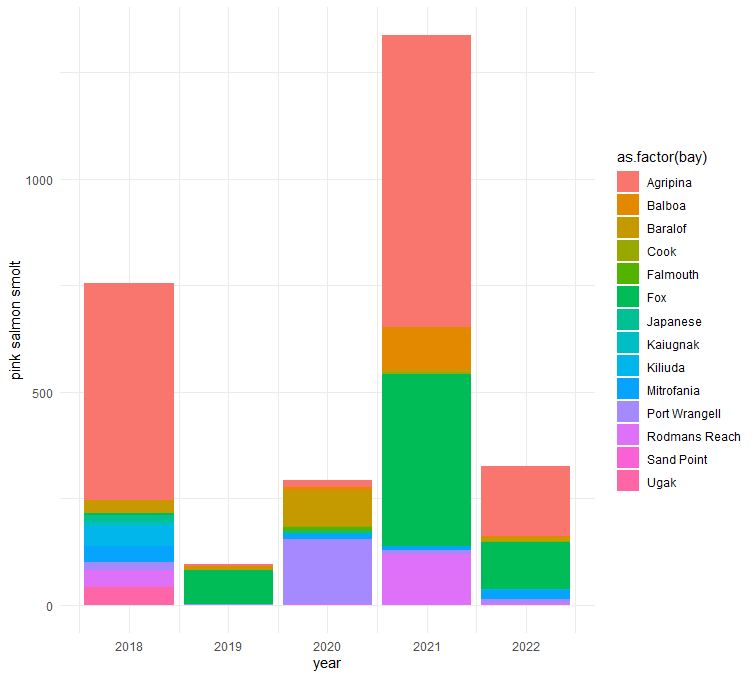 pink salmon smolt
1000
500
0
2018 2019 2020 2021 2022
year
as.factor(bay)
Agripina
Balboa
Baralof
Cook
Falmouth
Fox
Japanese
Kaiugnak
Kiliuda
Mitrofania
Port Wrangell
Rodmans Reach
Sand Point
Ugak